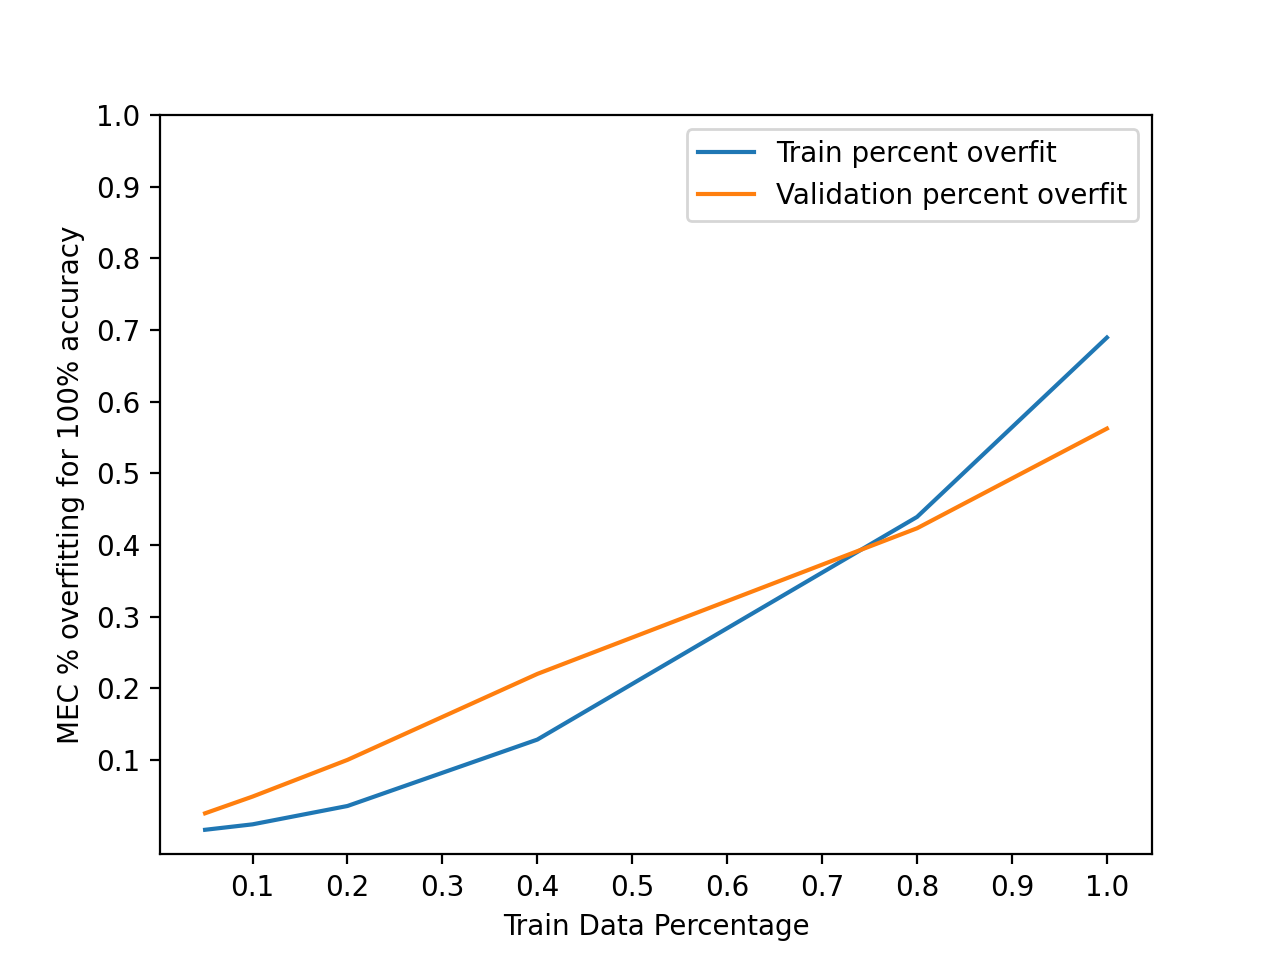 Train percent overfit
Validation percent overfit
MEC % overfitting for 100% accuracy
1.0
0.9
0.8
0.7
0.6
0.5
0.4
0.3
0.2
0.1
0.1 0.2 0.3 0.4 0.5 0.6 0.7 0.8 0.9 1.0
Train Data Percentage